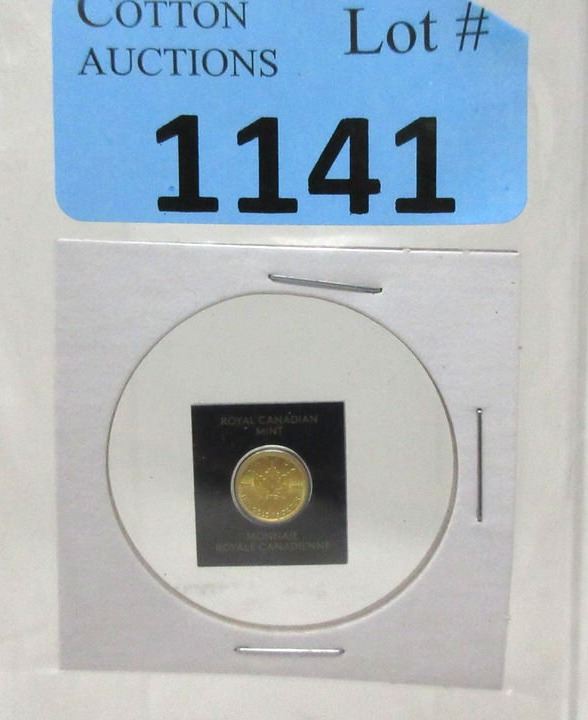 COTTON
AUCTIONS
Lot #
1141
ROYAL CANADIAN
MINT
MONNAIE
ROYALE CANADIENNE